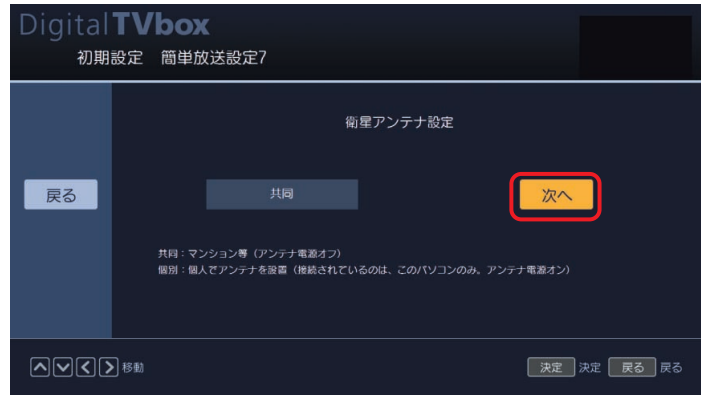 Digital TVbox
初期設定 簡単放送設定7
衛星アンテナ設定
戻る
共同
次へ
共同:マンション等(アンテナ電源オフ)
個別:個人でアンテナを設置(接続されているのは、このパソコンのみ。アンテナ電源オン)
移動 決定 決定 戻る 戻る